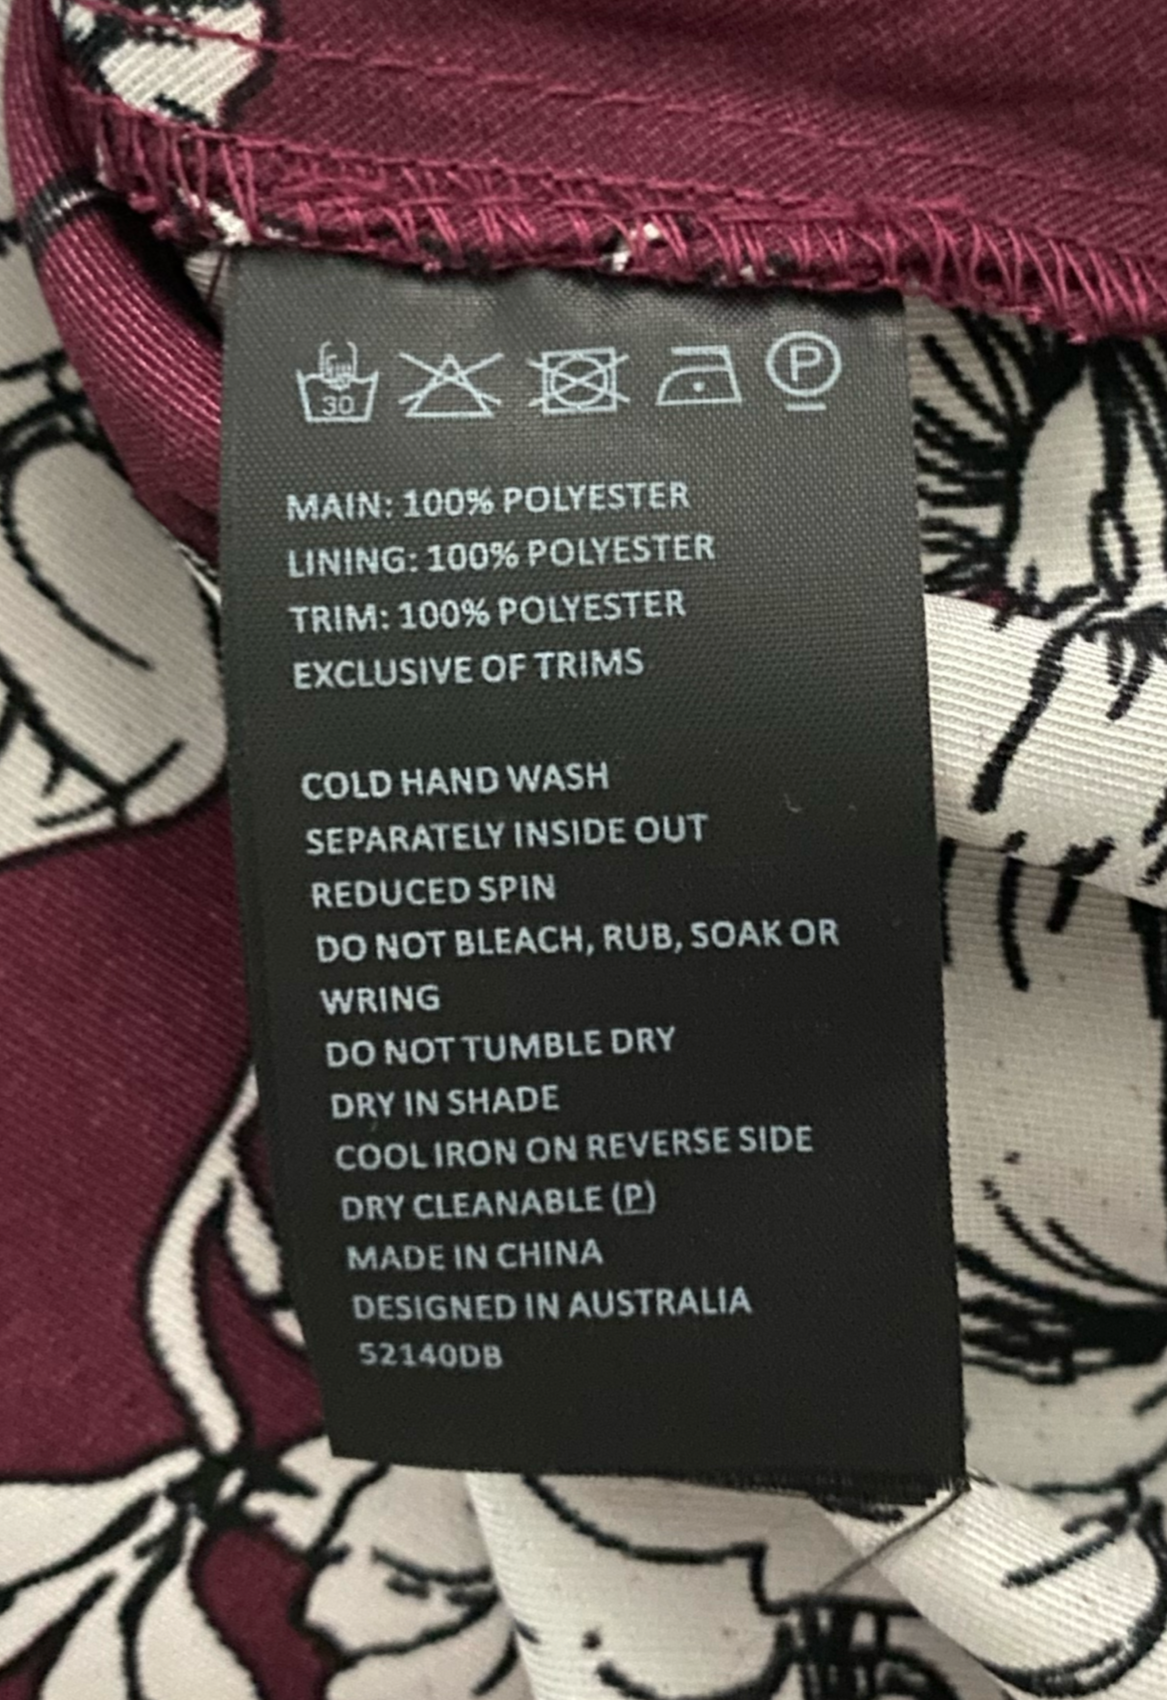 30 P
MAIN: 100% POLYESTER
LINING: 100% POLYESTER
TRIM: 100% POLYESTER
EXCLUSIVE OF TRIMS
COLD HAND WASH
SEPARATELY INSIDE OUT
REDUCED SPIN
DO NOT BLEACH, RUB, SOAK OR
WRING
DO NOT TUMBLE DRY
DRY IN SHADE
COOL IRON ON REVERSE SIDE
DRY CLEANABLE (P)
MADE IN CHINA
DESIGNED IN AUSTRALIA
52140DB